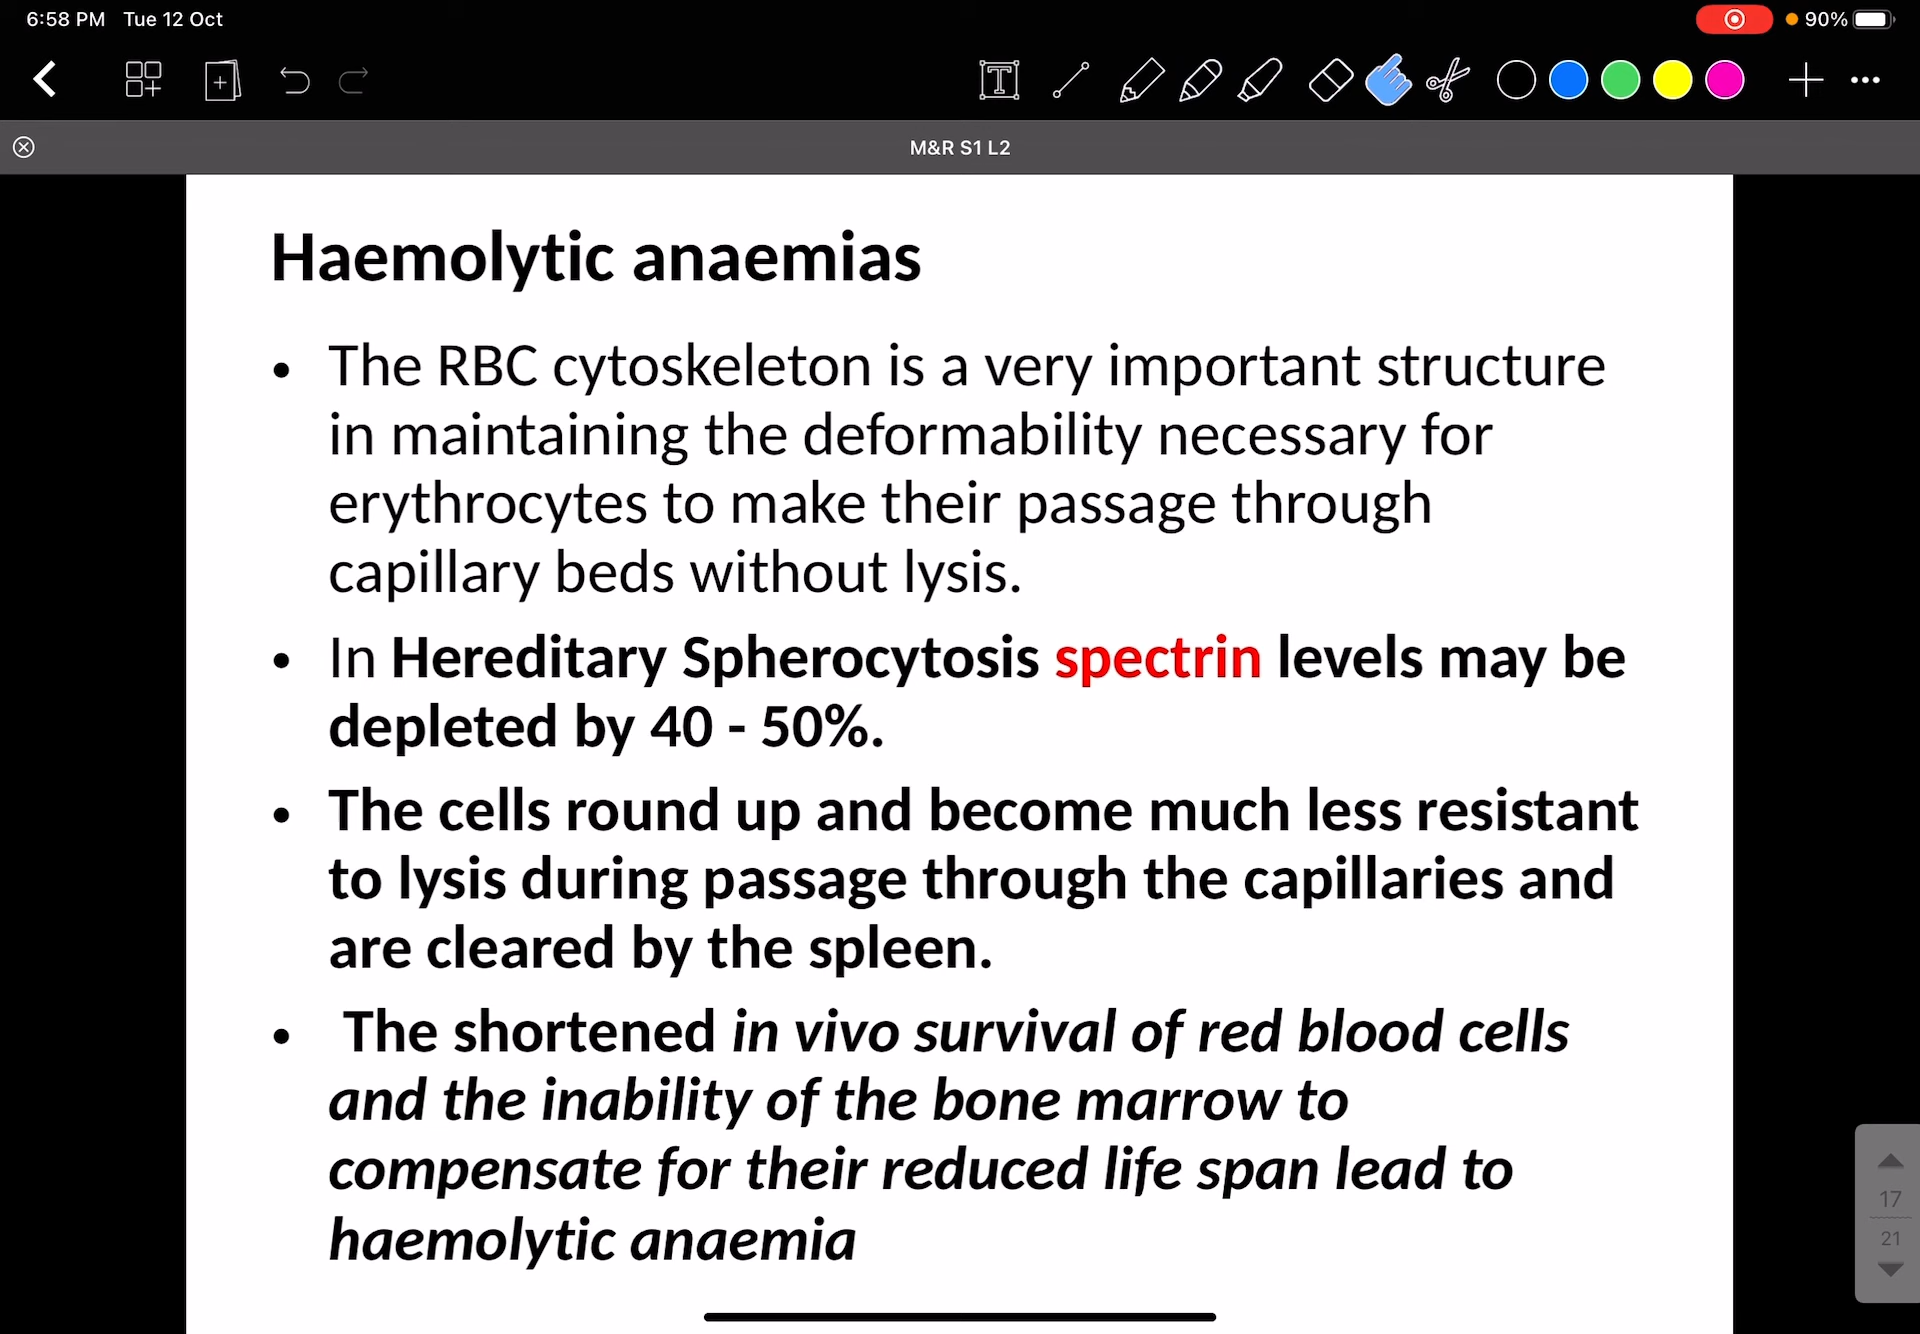 6:58 PM Tue 12 Oct
90%
T
M&R S1 L2
Haemolytic anaemias
• The RBC cytoskeleton is a very important structure
in maintaining the deformability necessary for
erythrocytes to make their passage through
capillary beds without lysis.
• In Hereditary Spherocytosis spectrin levels may be
depleted by 40 - 50%.
• The cells round up and become much less resistant
to lysis during passage through the capillaries and
are cleared by the spleen.
• The shortened in vivo survival of red blood cells
and the inability of the bone marrow to
compensate for their reduced life span lead to
haemolytic anaemia
17
21